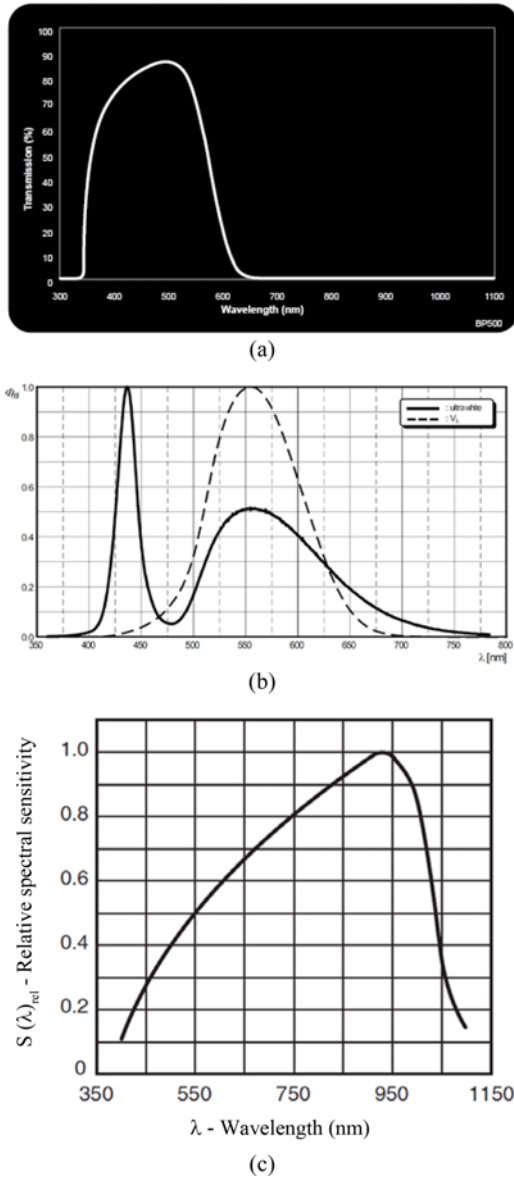 100
90
80
70
60
50
40
30
20
10
0
Transmission (%)
300 400 500 600 700 800 900 1000 1100
Wavelength (nm)
BP500
(a)
1.0
0.8
0.6
0.4
0.2
0.0
: ultra white
: Vλ
350 400 450 500 550 600 650 700 750 800
λ [nm]
(b)
S (λ)rel - Relative spectral sensitivity
1.0
0.8
0.6
0.4
0.2
0
350 550 750 950 1150
λ - Wavelength (nm)
(c)